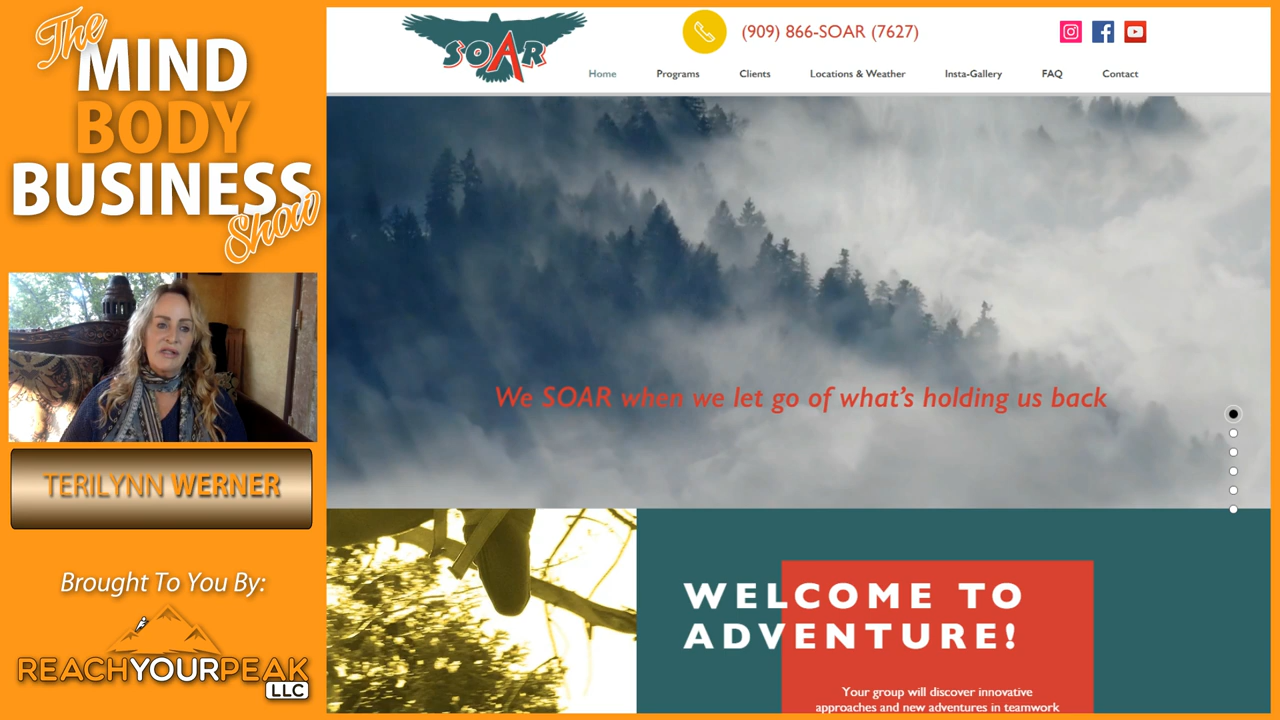 The
MIND
BODY
BUSINESS
Show
TERILYNN WERNER
Brought To You By:
REACHYOURPEAK
LLC
SOAR
(909) 866-SOAR (7627)
Home Programs Clients Locations & Weather Insta-Gallery FAQ Contact
We SOAR when we let go of what's holding us back
WELCOME TO
ADVENTURE!
Your group will discover innovative
approaches and new adventures in teamwork